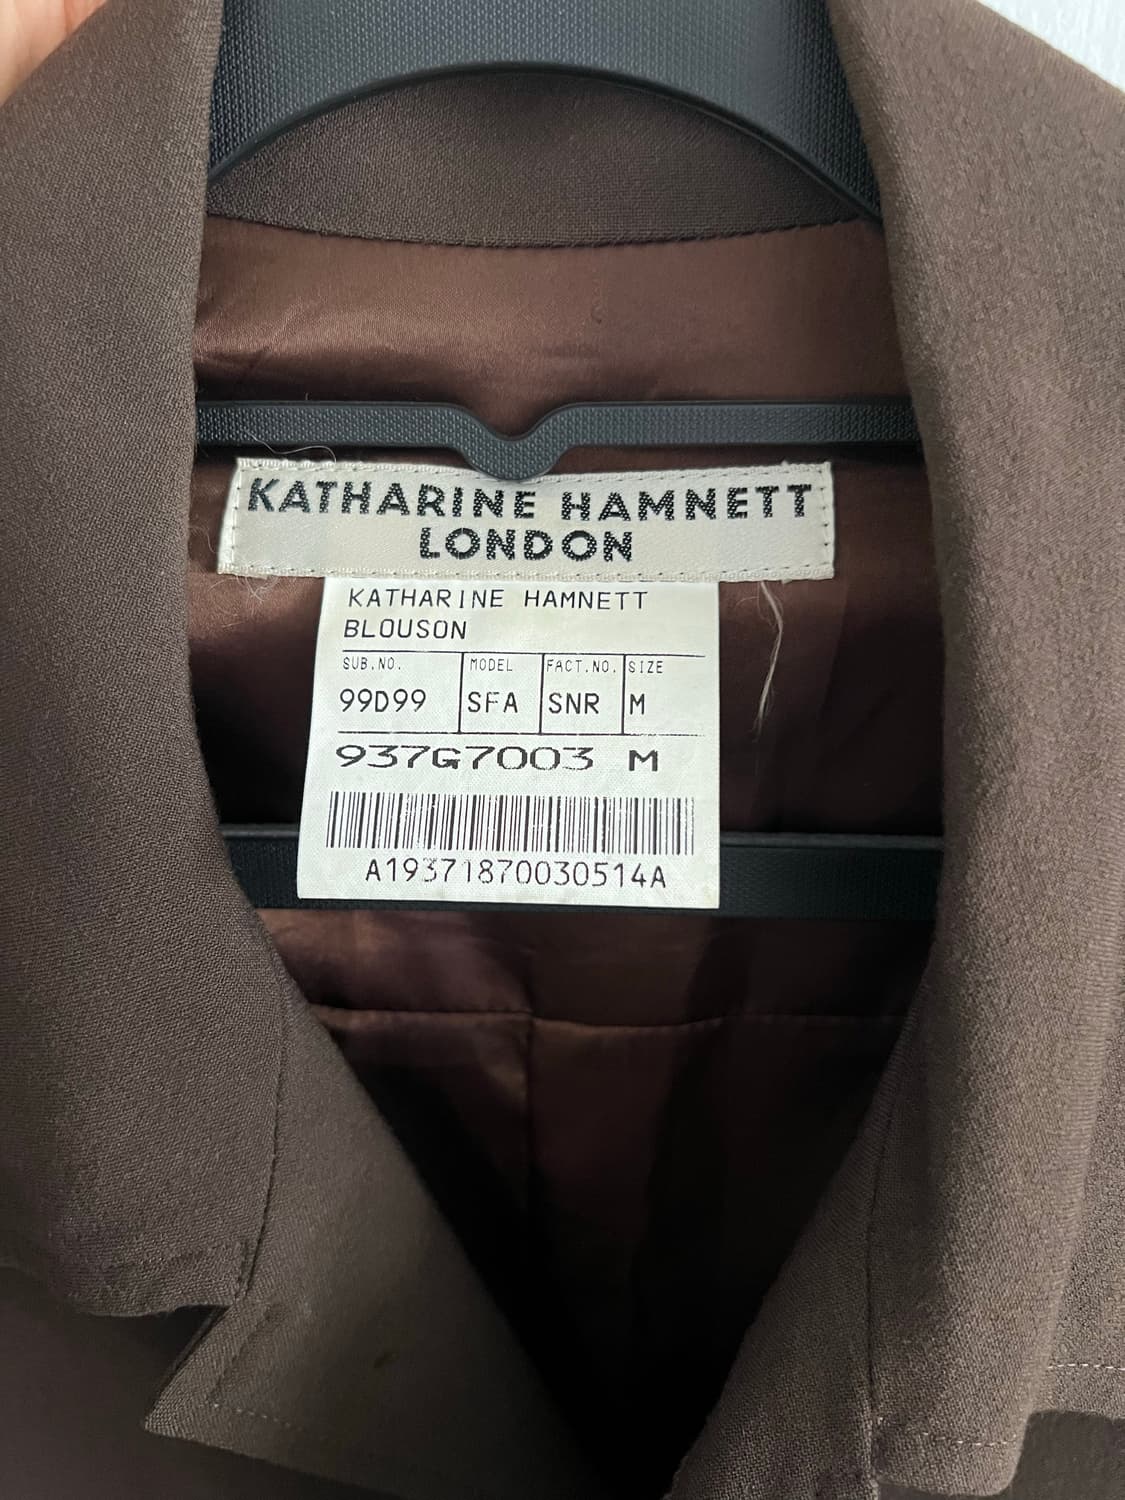 KATHARINE HAMNETT
LONDON
KATHARINE HAMNETT
BLOUSON
SUB.NO. MODEL FACT.NO. SIZE
99D99 SFA SNR M
937G7003 M
A19371870030514A